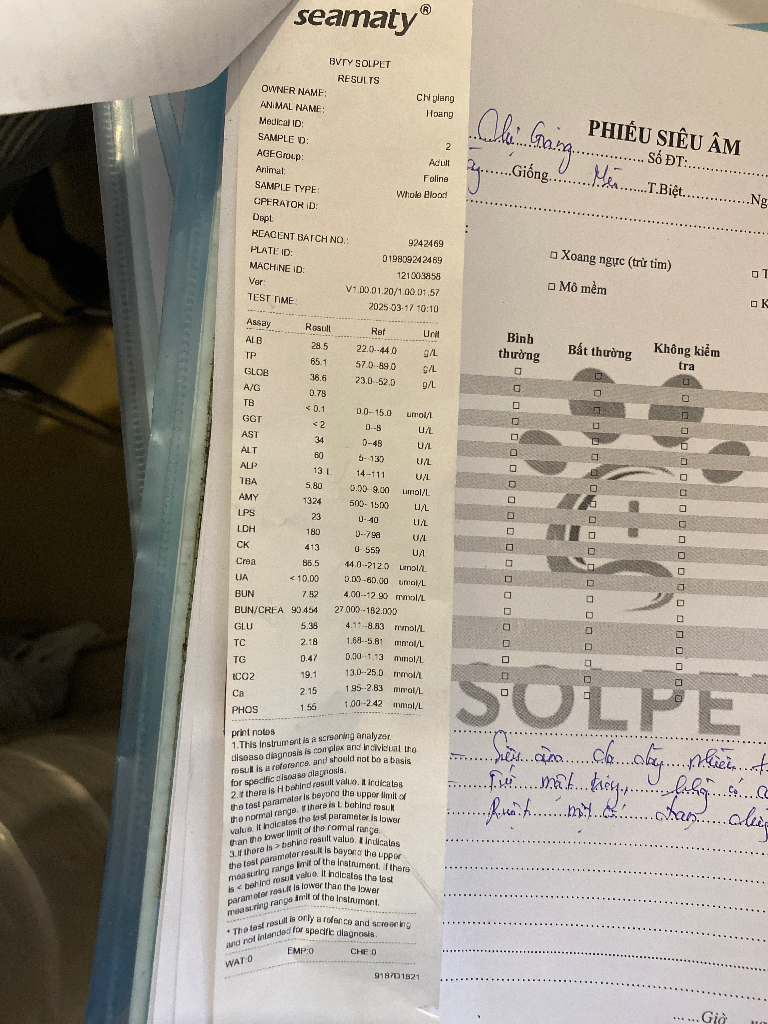 seamaty®
BVTY SOLPET
RESULTS
OWNER NAME: Chi giang
ANIMAL NAME: Hoang
Medical ID:
SAMPLE ID: 2
AGEGroup: Adult
Animal: Feline
SAMPLE TYPE: Whole Blood
OPERATOR ID:
Dept:
REAGENT BATCH NO.: 9242469
PLATE ID: 019809242469
MACHINE ID: 121003858
Ver: V1.00.01.20/1.00.01.57
TEST TIME: 2025-03-17 10:10
Assay Result Ref Unit
ALB 28.5 22.0--44.0 g/L
TP 65.1 57.0--89.0 g/L
GLOB 36.6 23.0--52.0 g/L
A/G 0.78
TB < 0.1 0.0--15.0 umol/L
GGT < 2 0--8 U/L
AST 34 0--48 U/L
ALT 60 5--130 U/L
ALP 13 L 14--111 U/L
TBA 5.80 0.00--9.00 umol/L
AMY 1324 500--1500 U/L
LPS 23 0--40 U/L
LDH 180 0--798 U/L
CK 413 0--559 U/l
Crea 86.5 44.0--212.0 umol/L
UA < 10.00 0.00--60.00 umol/L
BUN 7.82 4.00--12.90 mmol/L
BUN/CREA 90.454 27.000--182.000
GLU 5.38 4.11--8.83 mmol/L
TC 2.18 1.68--5.81 mmol/L
TG 0.47 0.00--1.13 mmol/L
tCO2 19.1 13.0--25.0 mmol/L
Ca 2.15 1.95--2.83 mmol/L
PHOS 1.55 1.00--2.42 mmol/L
print notes
1.This Instrument is a screening analyzer.
disease diagnosis is complex and individual. the
result is a reference. and should not be a basis
for specific disease diagnosis.
2.If there is H behind result value. It indicates
the test parameter is beyond the upper limit of
the normal range. If there is L behind result
value. It indicates the test parameter is lower
than the lower limit of the normal range.
3.If there is > behind result value. It indicates
the test parameter result is beyond the upper
measuring range limit of the Instrument. If there
is < behind result value. It indicates the test
parameter result is lower than the lower
measuring range limit of the Instrument.
* The test result is only a refence and screening
and not intended for specific diagnosis.
WAT:0 EMP:0 CHE:0
9187D1821
PHIẾU SIÊU ÂM
Chị Giang Số ĐT:
Giống Mèo T.Biệt Ng
Xoang ngực (trừ tim) T
Mô mềm K
Bình thường Bất thường Không kiểm tra
SOLPE
- Siêu âm dạ dày nhiều
Giờ